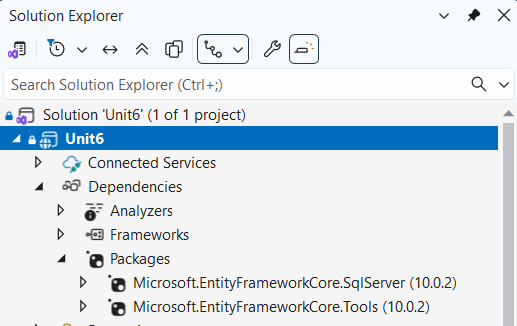 Solution Explorer
Search Solution Explorer (Ctrl+;)
Solution 'Unit6' (1 of 1 project)
Unit6
Connected Services
Dependencies
Analyzers
Frameworks
Packages
Microsoft.EntityFrameworkCore.SqlServer (10.0.2)
Microsoft.EntityFrameworkCore.Tools (10.0.2)